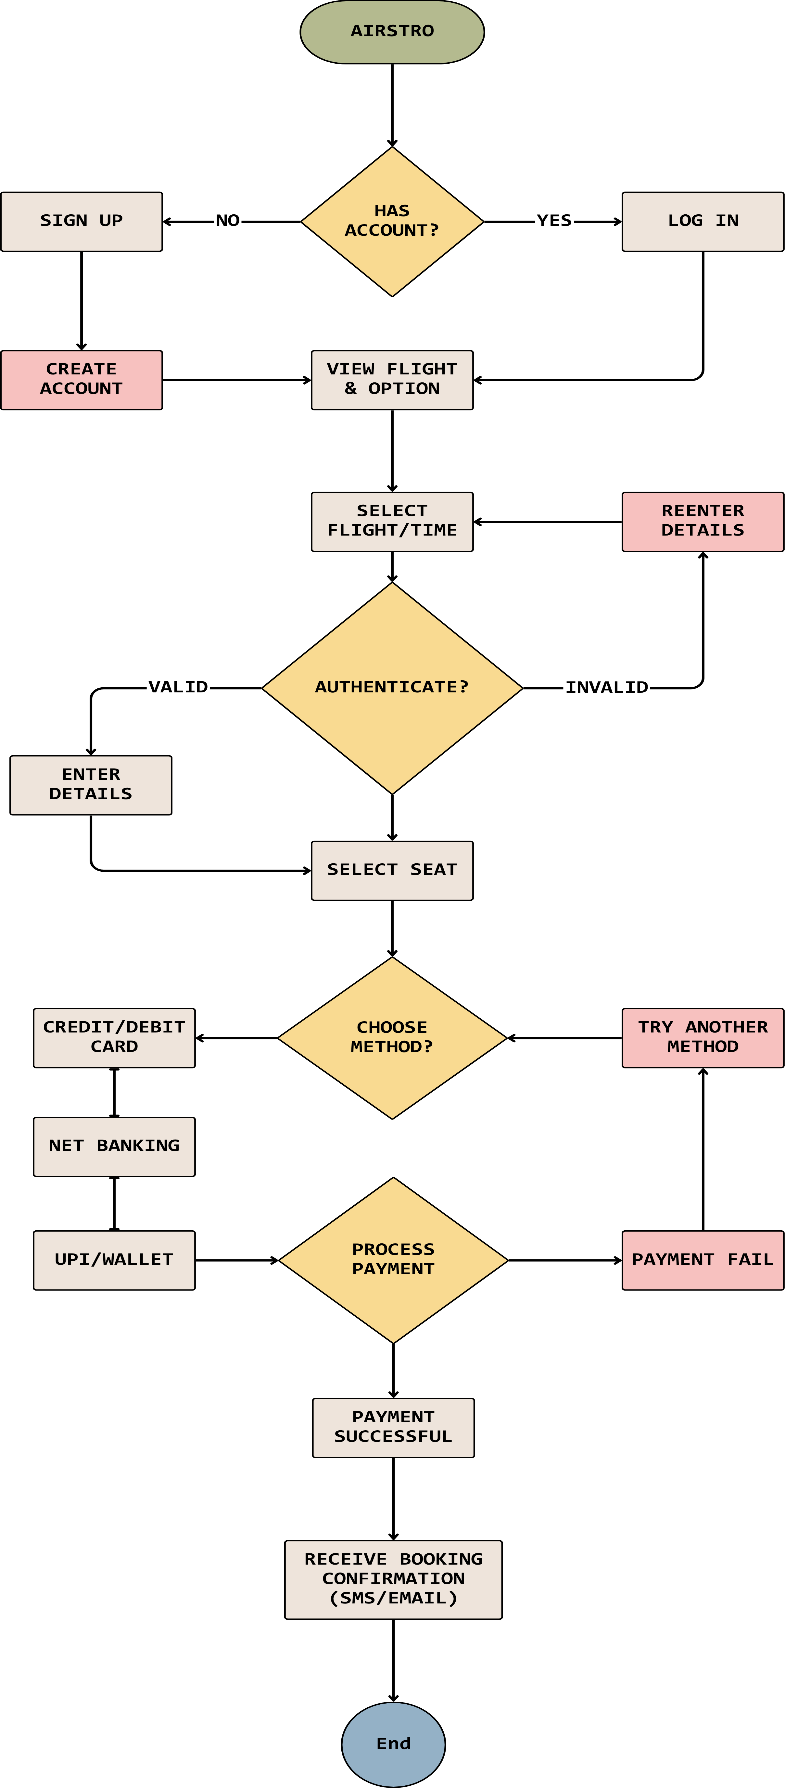 AIRSTRO
HAS
ACCOUNT?
NO
YES
SIGN UP
LOG IN
CREATE
ACCOUNT
VIEW FLIGHT
& OPTION
SELECT
FLIGHT/TIME
REENTER
DETAILS
AUTHENTICATE?
VALID
INVALID
ENTER
DETAILS
SELECT SEAT
CHOOSE
METHOD?
CREDIT/DEBIT
CARD
TRY ANOTHER
METHOD
NET BANKING
UPI/WALLET
PROCESS
PAYMENT
PAYMENT FAIL
PAYMENT
SUCCESSFUL
RECEIVE BOOKING
CONFIRMATION
(SMS/EMAIL)
End